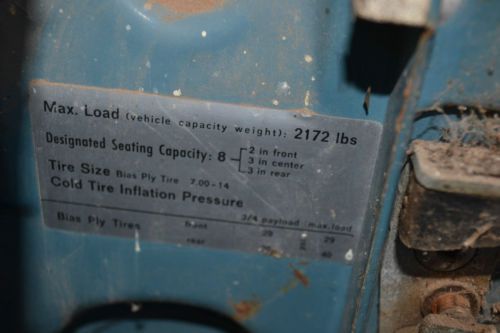 Max. Load (vehicle capacity weight): 2172 lbs
Designated Seating Capacity: 8
2 in front
3 in center
3 in rear
Tire Size Bias Ply Tire 7.00-14
Cold Tire Inflation Pressure
3/4 payload max.load
Bias Ply Tires front 28 29
rear 40